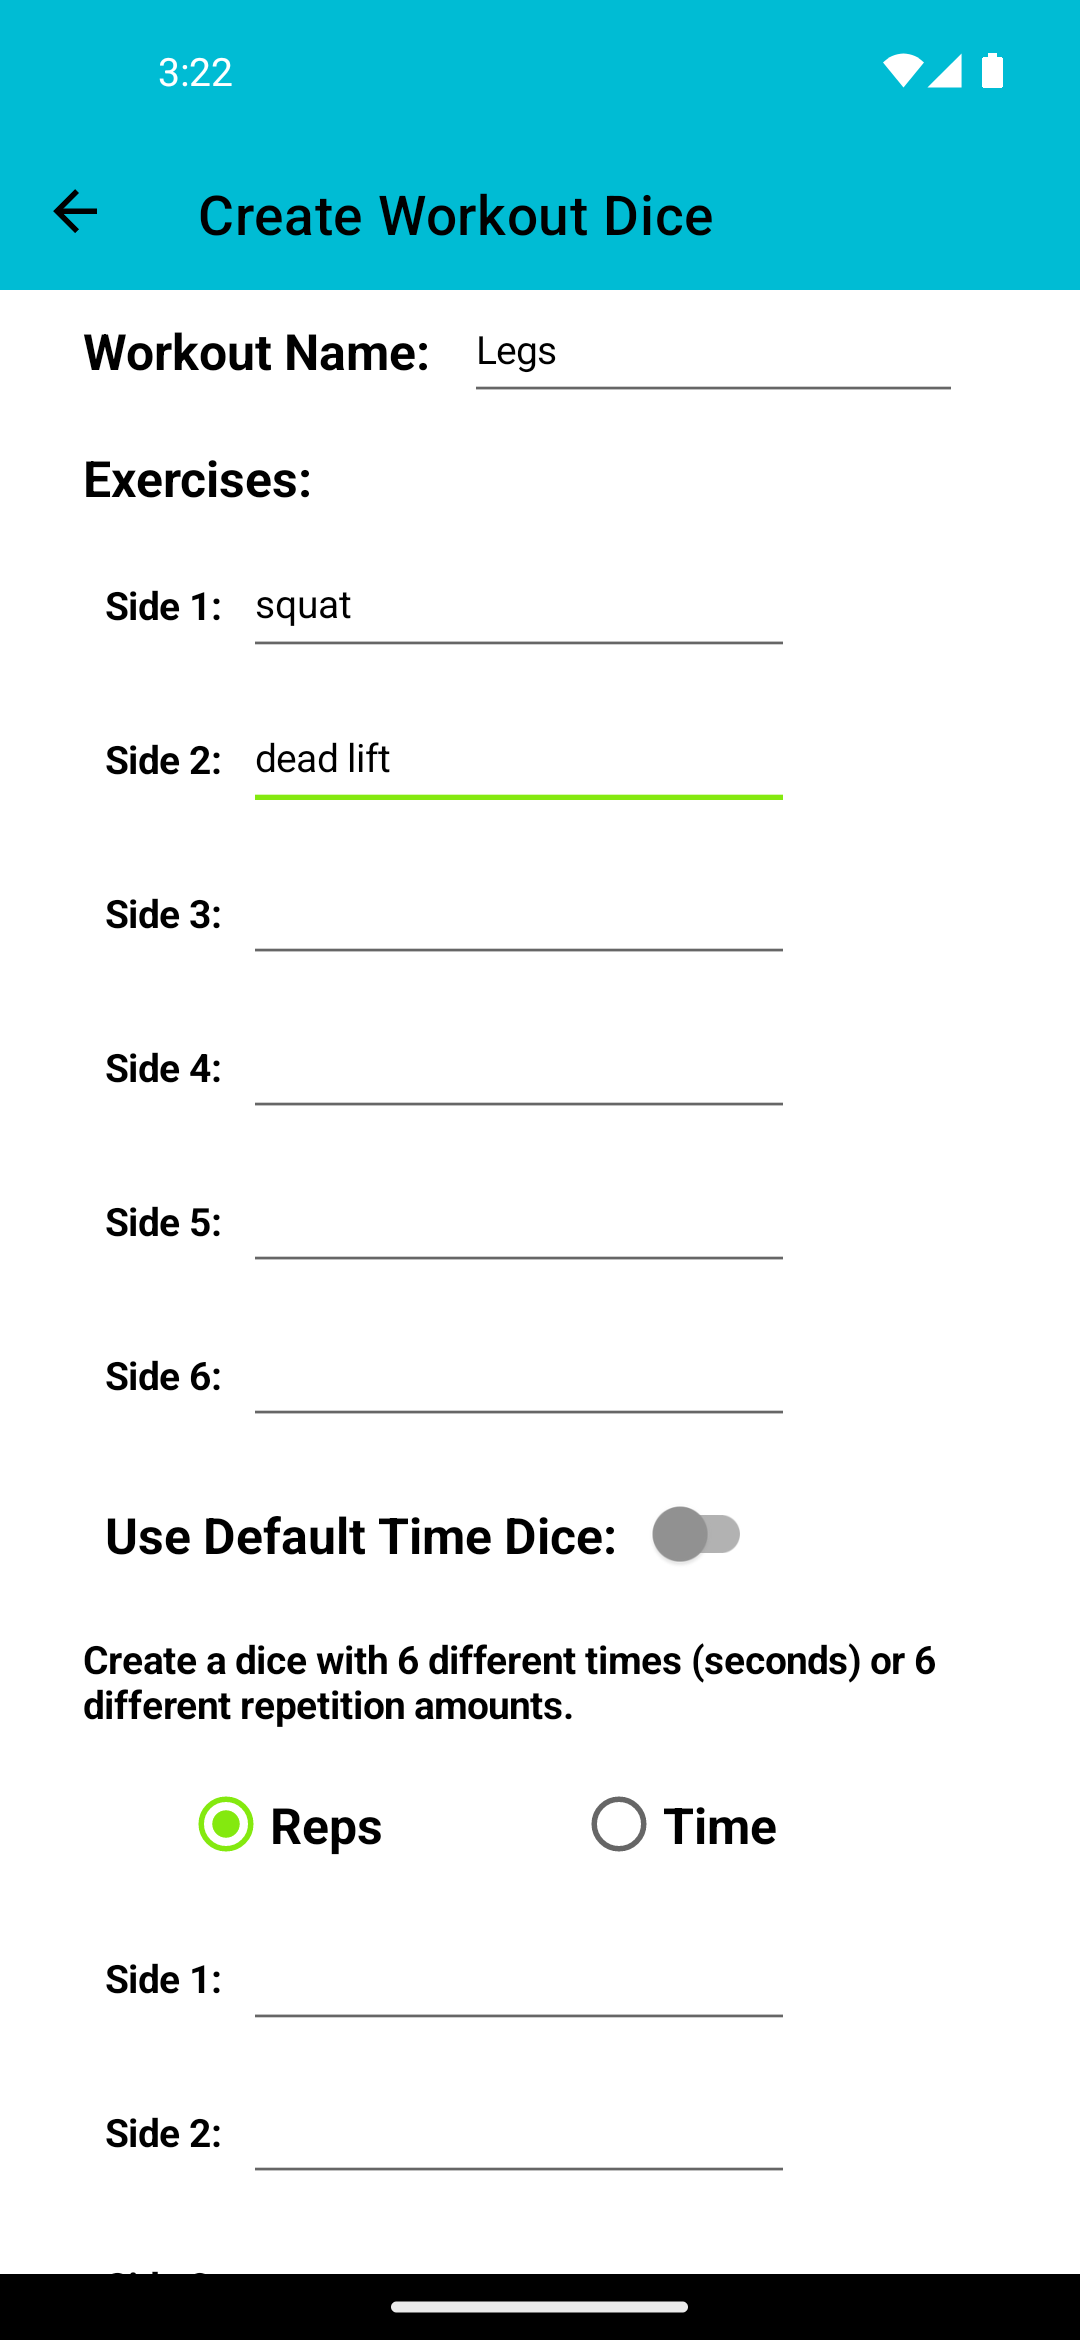 3:22
Create Workout Dice
Workout Name: Legs
Exercises:
Side 1: squat
Side 2: dead lift
Side 3:
Side 4:
Side 5:
Side 6:
Use Default Time Dice:
Create a dice with 6 different times (seconds) or 6
different repetition amounts.
Reps Time
Side 1:
Side 2: